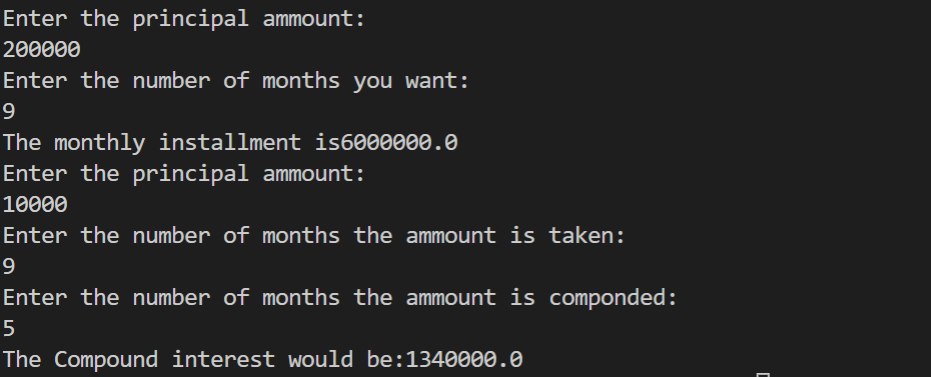 Enter the principal ammount:
200000
Enter the number of months you want:
9
The monthly installment is6000000.0
Enter the principal ammount:
10000
Enter the number of months the ammount is taken:
9
Enter the number of months the amount is componded:
5
The Compound interest would be:1340000.0